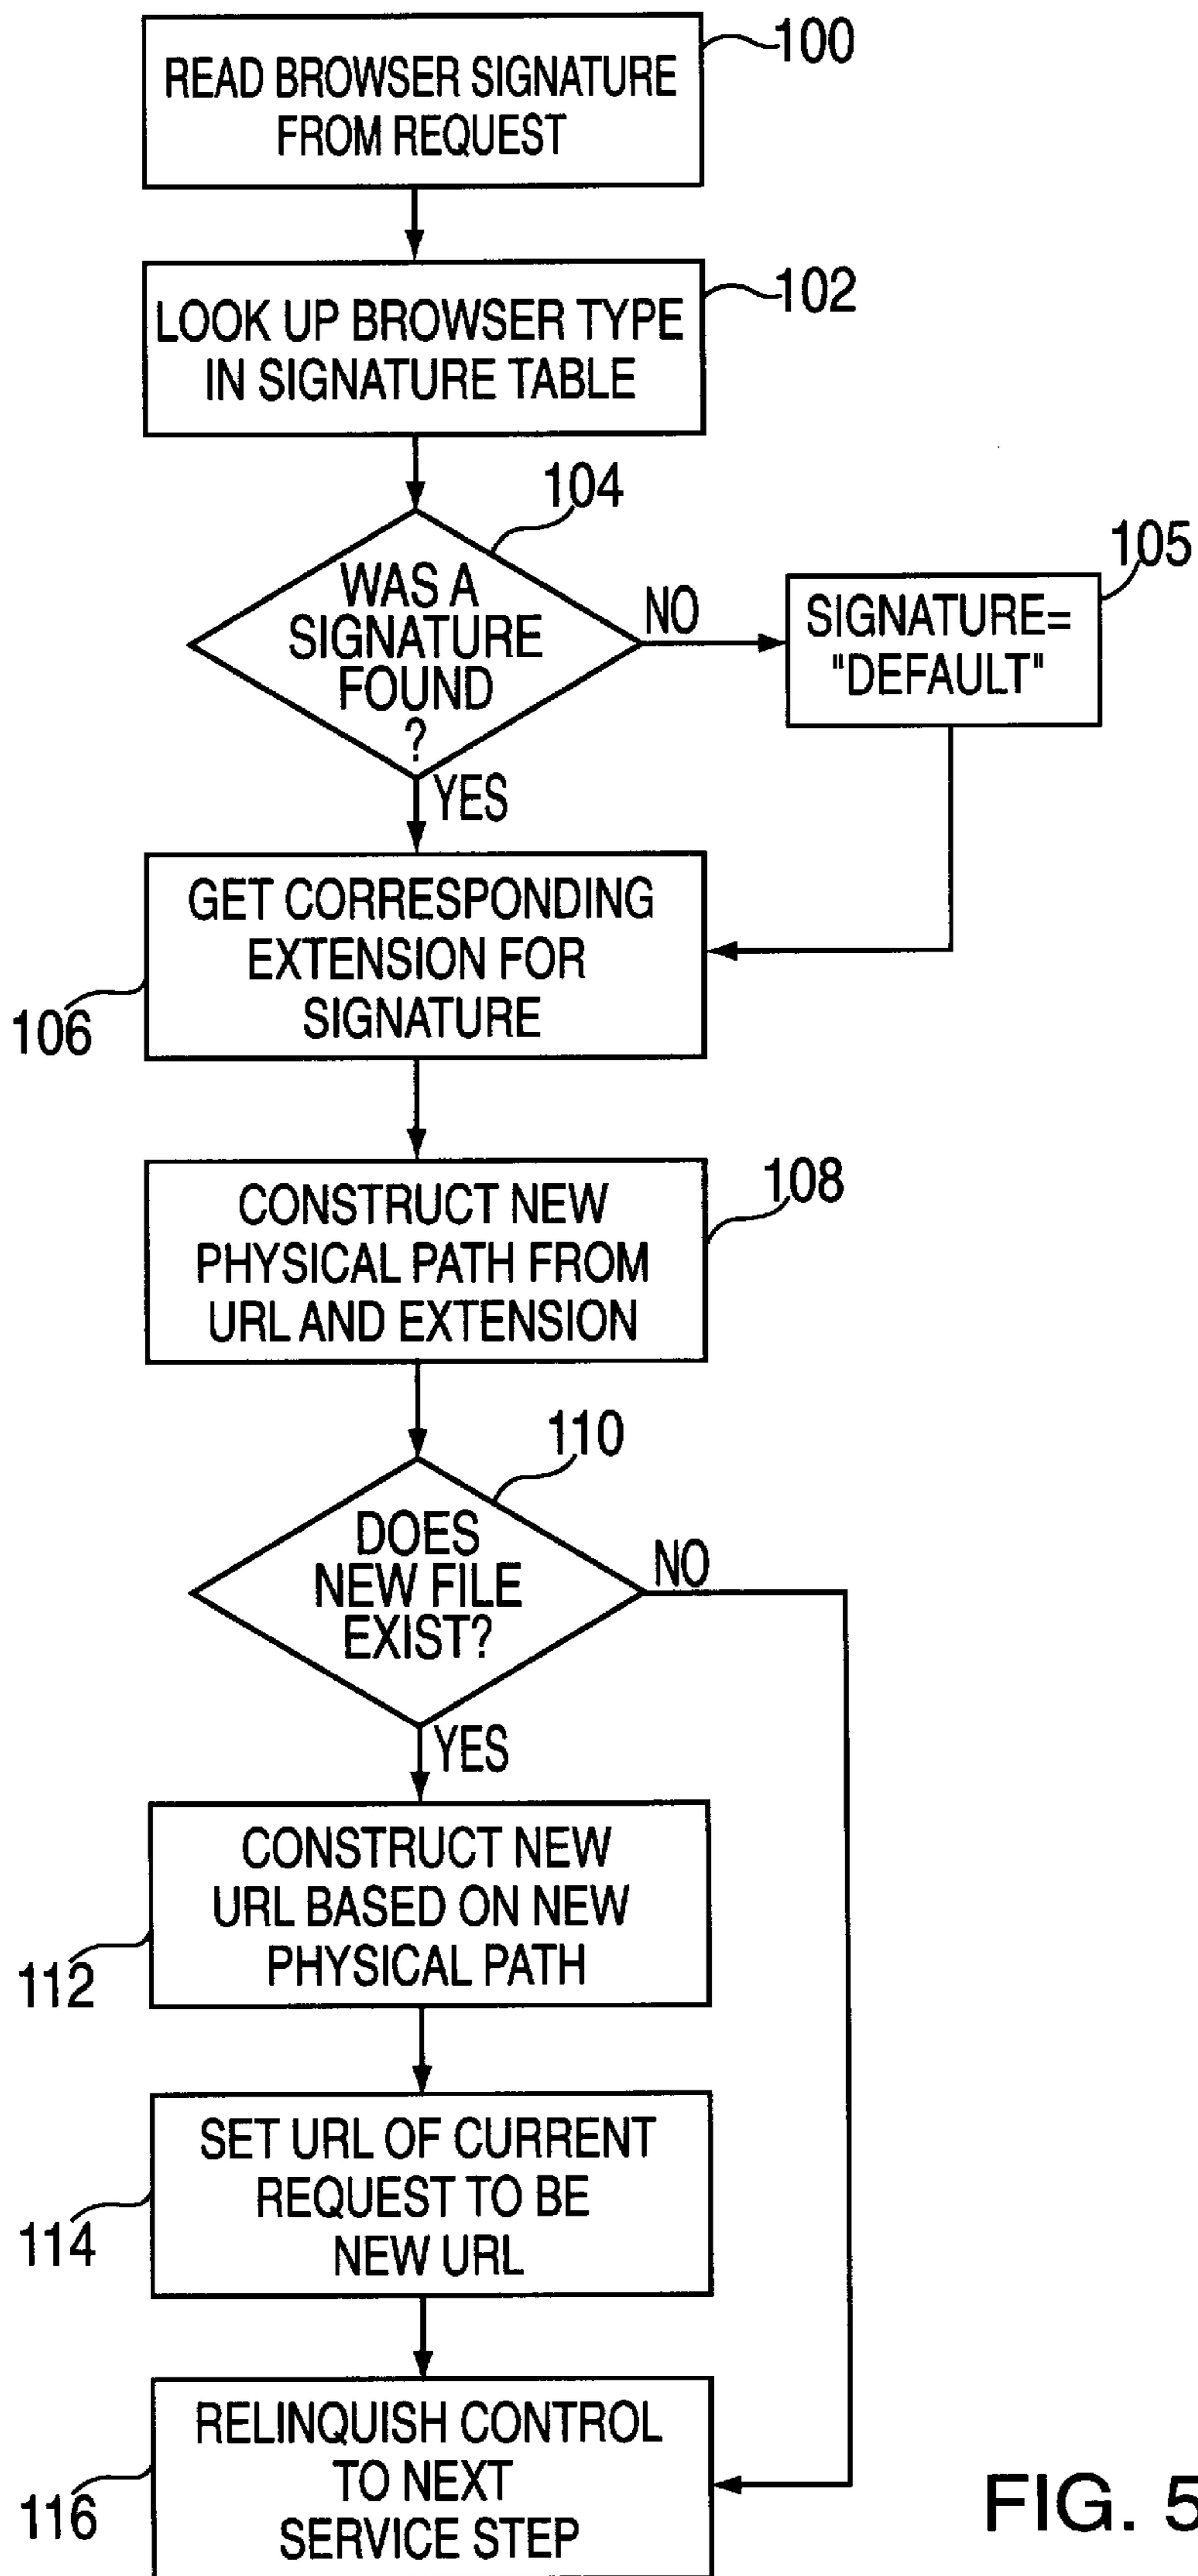 100
READ BROWSER SIGNATURE
FROM REQUEST
102
LOOK UP BROWSER TYPE
IN SIGNATURE TABLE
104
WAS A
SIGNATURE
FOUND
?
NO
105
SIGNATURE=
"DEFAULT"
YES
GET CORRESPONDING
EXTENSION FOR
SIGNATURE
106
108
CONSTRUCT NEW
PHYSICAL PATH FROM
URL AND EXTENSION
110
DOES
NEW FILE
EXIST?
NO
YES
CONSTRUCT NEW
URL BASED ON NEW
PHYSICAL PATH
112
SET URL OF CURRENT
REQUEST TO BE
NEW URL
114
RELINQUISH CONTROL
TO NEXT
SERVICE STEP
116
FIG. 5